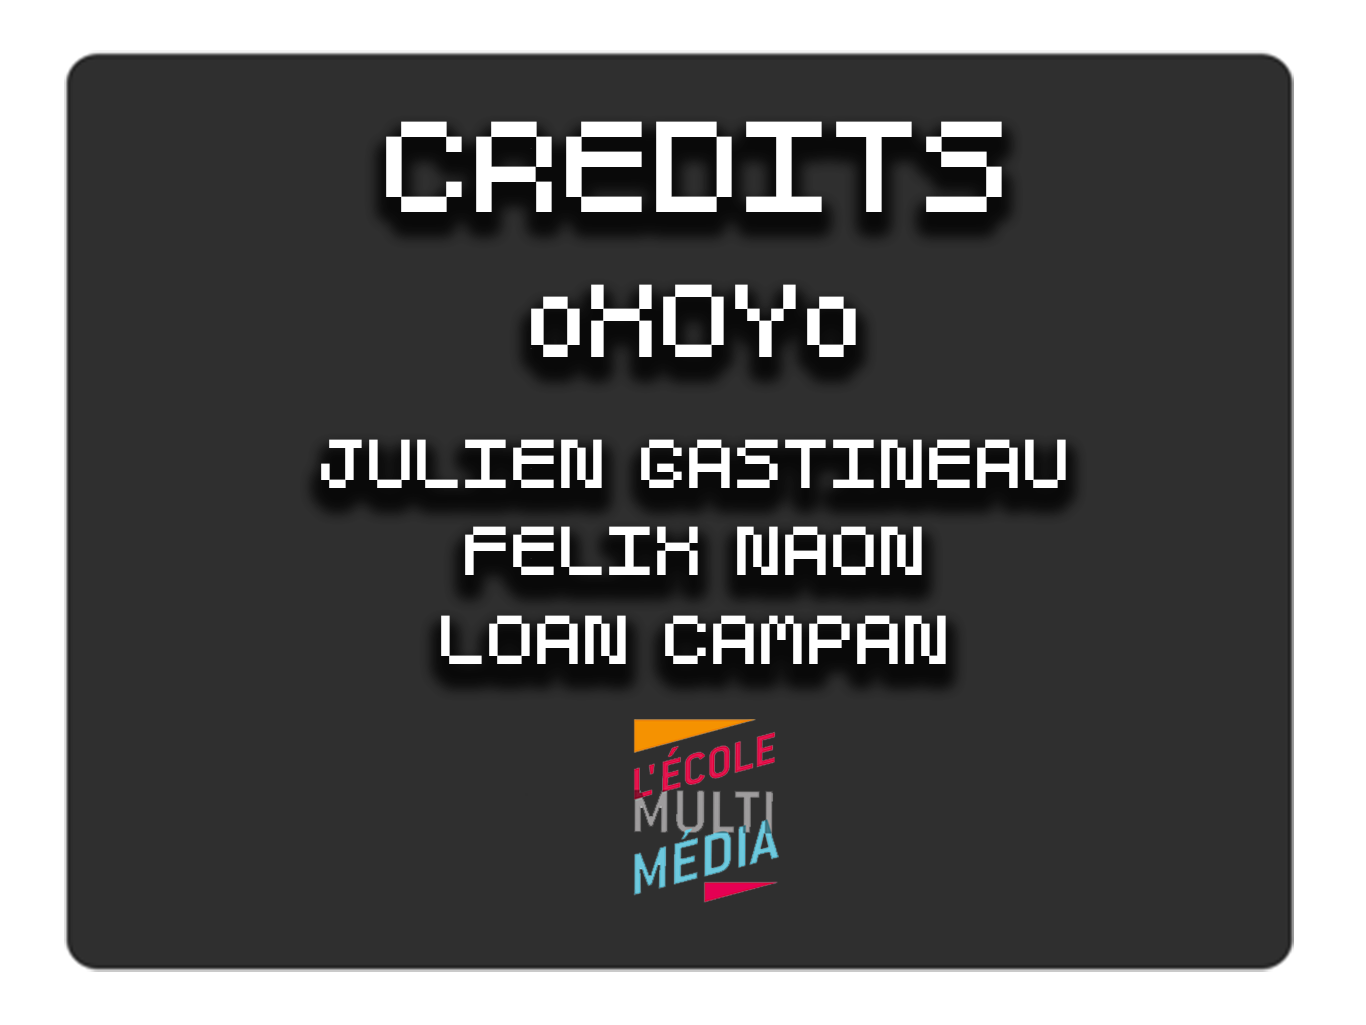 CREDITS
oXOYo
JULIEN GASTINEAU
FELIX NAON
LOAN CAMPAN
L'ÉCOLE
MULTI
MÉDIA